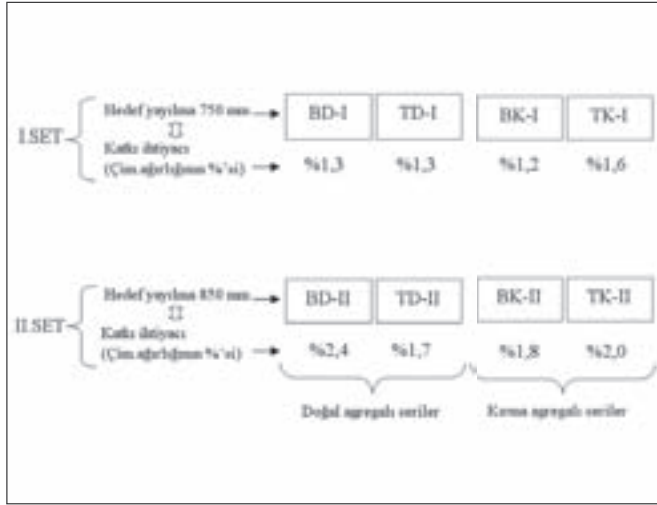 I.SET
Hedef yayılma 750 mm
BD-I TD-I BK-I TK-I
Katkı ihtiyacı
(Çim.ağırlığının %'si)
%1,3 %1,3 %1,2 %1,6
II.SET
Hedef yayılma 850 mm
BD-II TD-II BK-II TK-II
Katkı ihtiyacı
(Çim.ağırlığının %'si)
%2,4 %1,7 %1,8 %2,0
Doğal agregalı seriler Kırma agregalı seriler